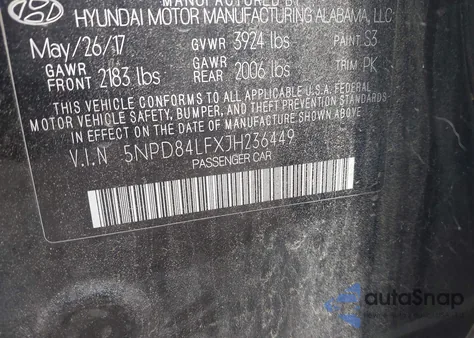 MANUFACTURED BY
HYUNDAI MOTOR MANUFACTURING ALABAMA, LLC
May/26/17 GVWR 3924 lbs PAINT S3
GAWR FRONT 2183 lbs GAWR REAR 2006 lbs TRIM PK
THIS VEHICLE CONFORMS TO ALL APPLICABLE U.S.A FEDERAL
MOTOR VEHICLE SAFETY, BUMPER, AND THEFT PREVENTION STANDARDS
IN EFFECT ON THE DATE OF MANUFACTURE SHOWN ABOVE.
V.I.N 5NPD84LFXJH236449
PASSENGER CAR
autaSnap